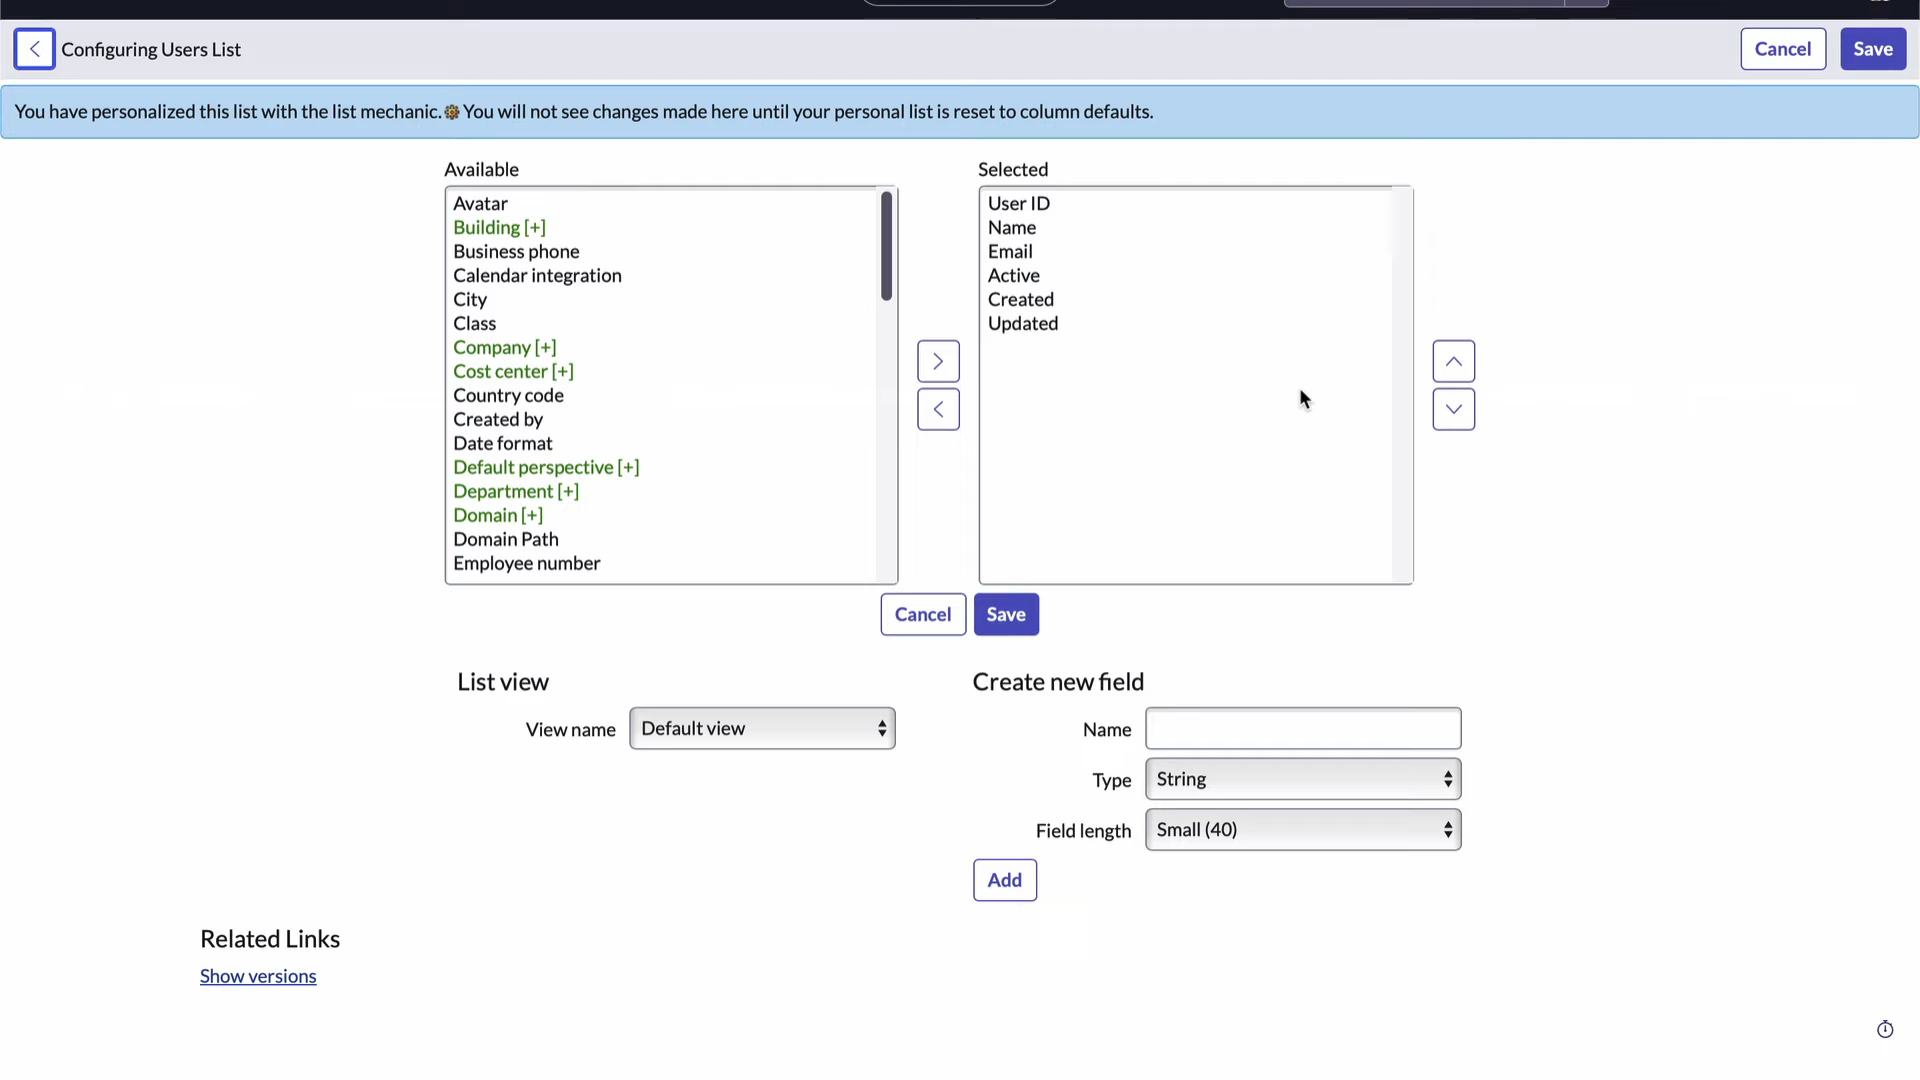 Configuring Users List
Cancel
Save
You have personalized this list with the list mechanic. You will not see changes made here until your personal list is reset to column defaults.
Available
Selected
Avatar
Building [+]
Business phone
Calendar integration
City
Class
Company [+]
Cost center [+]
Country code
Created by
Date format
Default perspective [+]
Department [+]
Domain [+]
Domain Path
Employee number
User ID
Name
Email
Active
Created
Updated
Cancel
Save
List view
View name
Default view
Create new field
Name
Type
String
Field length
Small (40)
Add
Related Links
Show versions